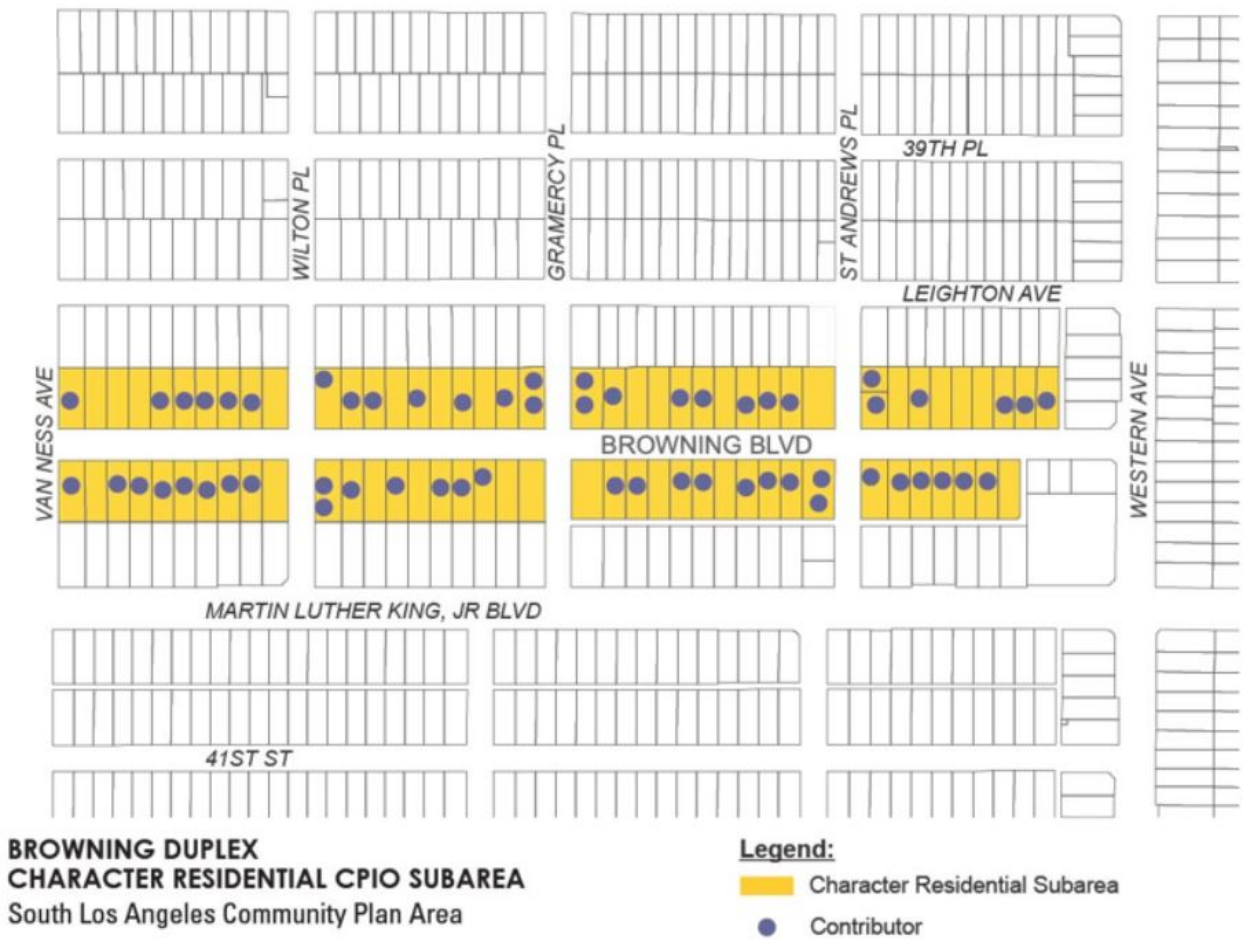 39TH PL
WILTON PL
GRAMERCY PL
ST ANDREWS PL
LEIGHTON AVE
VAN NESS AVE
BROWNING BLVD
WESTERN AVE
MARTIN LUTHER KING, JR BLVD
41ST ST
BROWNING DUPLEX
CHARACTER RESIDENTIAL CPIO SUBAREA
South Los Angeles Community Plan Area
Legend:
Character Residential Subarea
Contributor